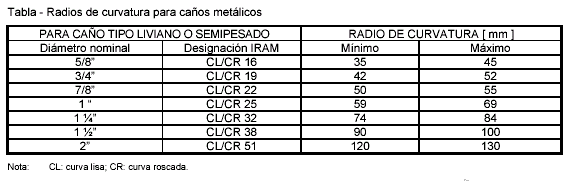 Tabla - Radios de curvatura para caños metálicos
PARA CAÑO TIPO LIVIANO O SEMIPESADO RADIO DE CURVATURA [ mm ]
Diámetro nominal Designación IRAM Mínimo Máximo
5/8" CL/CR 16 35 45
3/4" CL/CR 19 42 52
7/8" CL/CR 22 50 55
1 " CL/CR 25 59 69
1 ¼" CL/CR 32 74 84
1 ½" CL/CR 38 90 100
2" CL/CR 51 120 130
Nota: CL: curva lisa; CR: curva roscada.